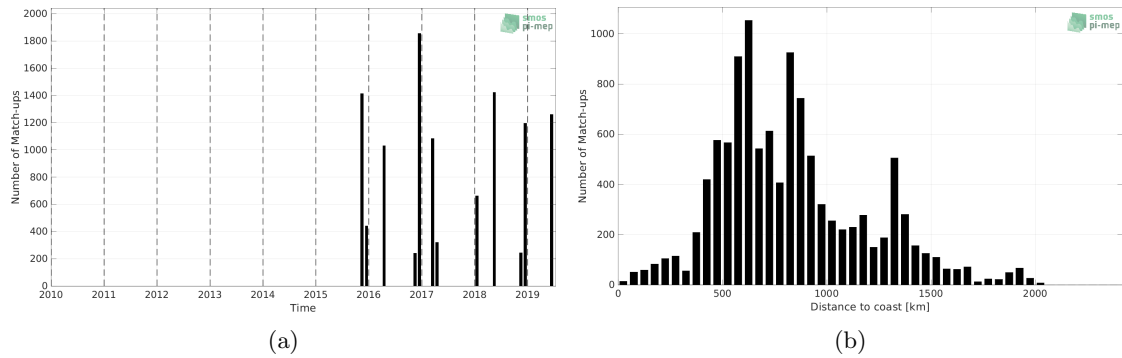 smos
pi-mep
Number of Match-ups
2000
1800
1600
1400
1200
1000
800
600
400
200
0
2010 2011 2012 2013 2014 2015 2016 2017 2018 2019
Time
(a)
smos
pi-mep
Number of Match-ups
1000
800
600
400
200
0
0 500 1000 1500 2000
Distance to coast [km]
(b)